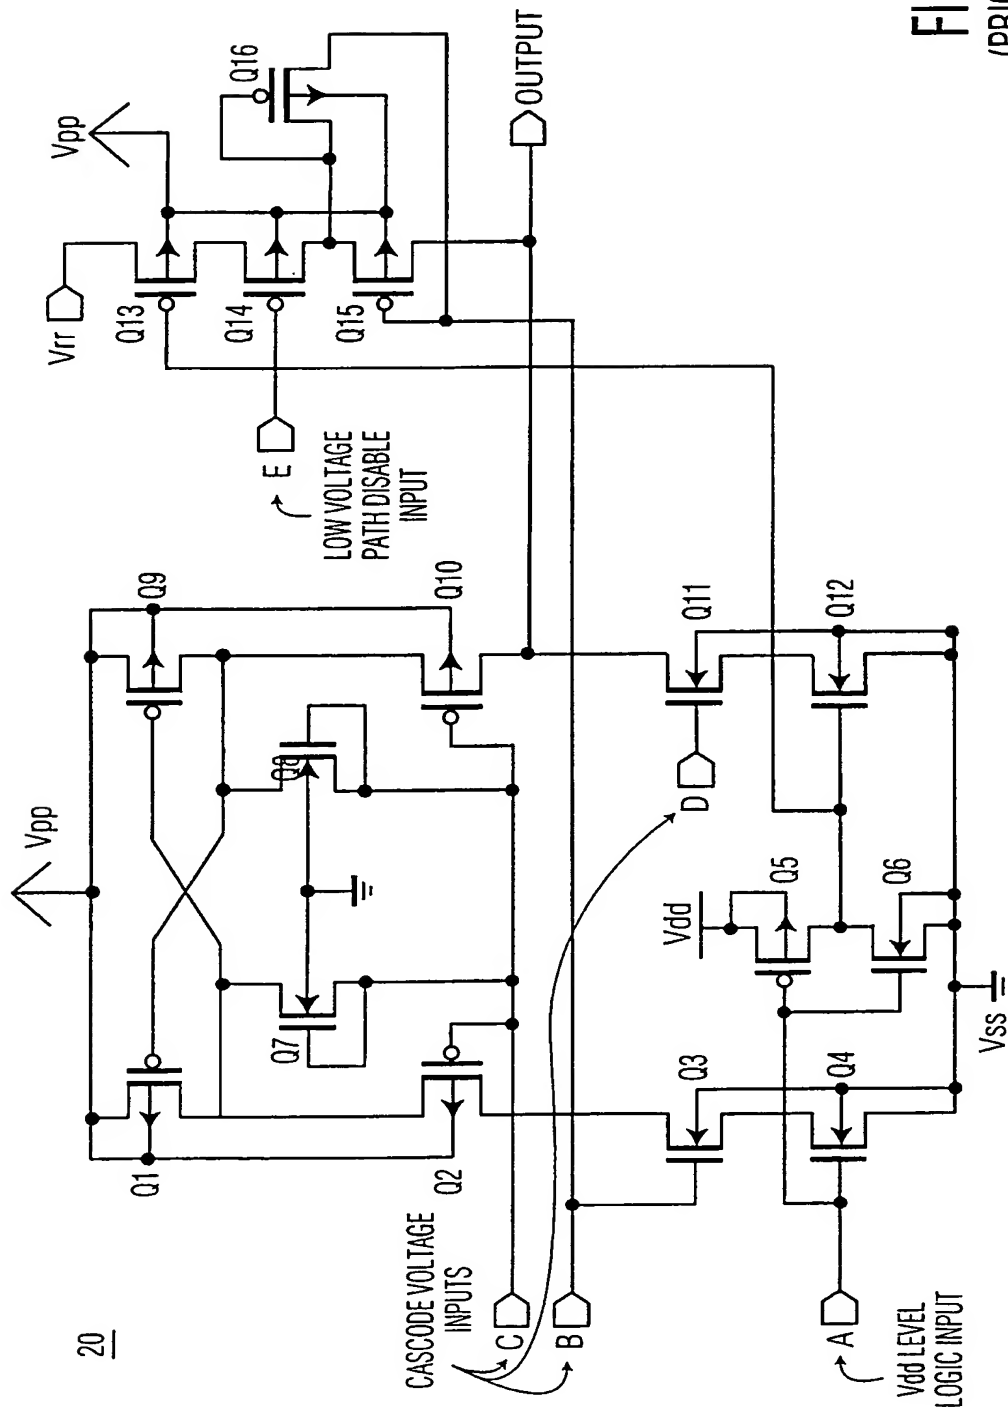 20
Vpp
Q1
Q9
Q7
Q8
Q2
Q10
CASCODE VOLTAGE
INPUTS
C
B
D
Q3
Q4
Vdd
Q5
Q6
Q11
Q12
A
Vdd LEVEL
LOGIC INPUT
Vss
Vrr
Vpp
Q13
Q14
Q15
Q16
E
LOW VOLTAGE
PATH DISABLE
INPUT
OUTPUT